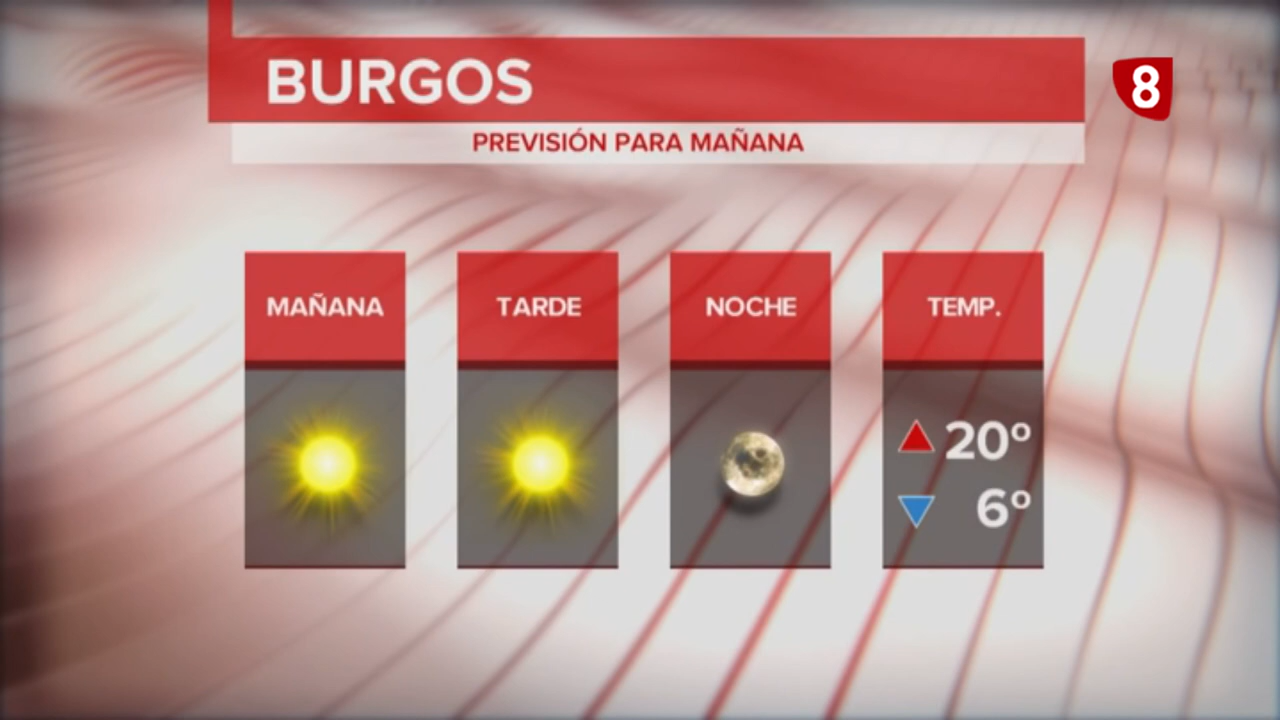 BURGOS
8
PREVISIÓN PARA MAÑANA
MAÑANA
TARDE
NOCHE
TEMP.
20º
6º